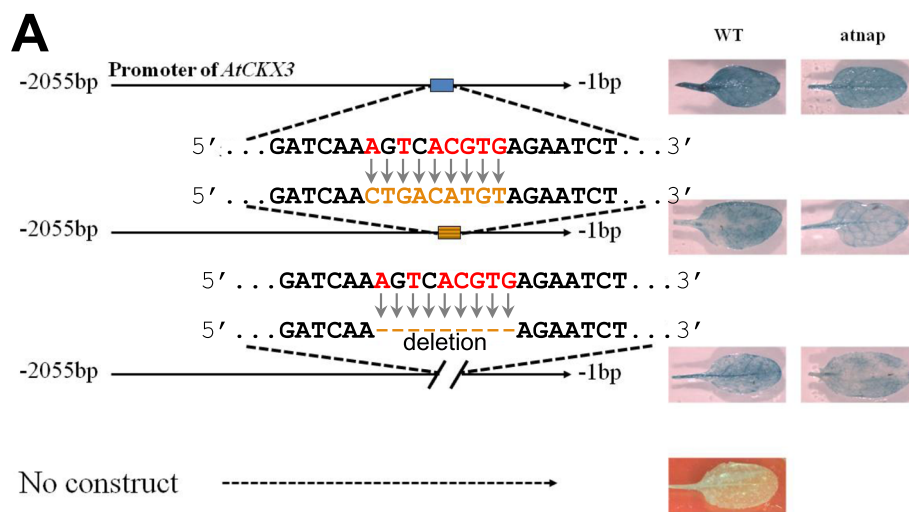 A
WT atnap
Promoter of AtCKX3
-2055bp -1bp
5′...GATCAAAGTCACGTGAGAATCT...3′
5′...GATCAACTGACATGTAGAATCT...3′
-2055bp -1bp
5′...GATCAAAGTCACGTGAGAATCT...3′
5′...GATCAA---------AGAATCT...3′
deletion
-2055bp -1bp
No construct